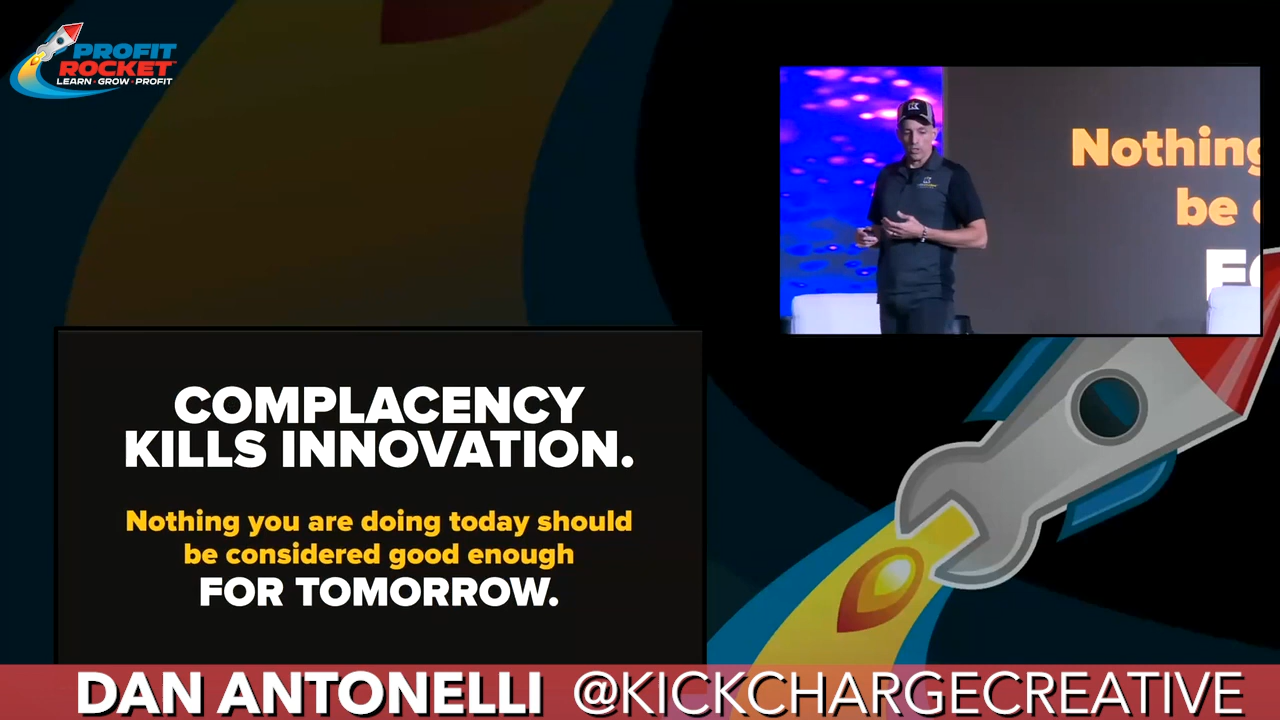 PROFIT
ROCKET
LEARN · GROW · PROFIT
Nothing
be
COMPLACENCY
KILLS INNOVATION.
Nothing you are doing today should
be considered good enough
FOR TOMORROW.
DAN ANTONELLI @KICKCHARGECREATIVE